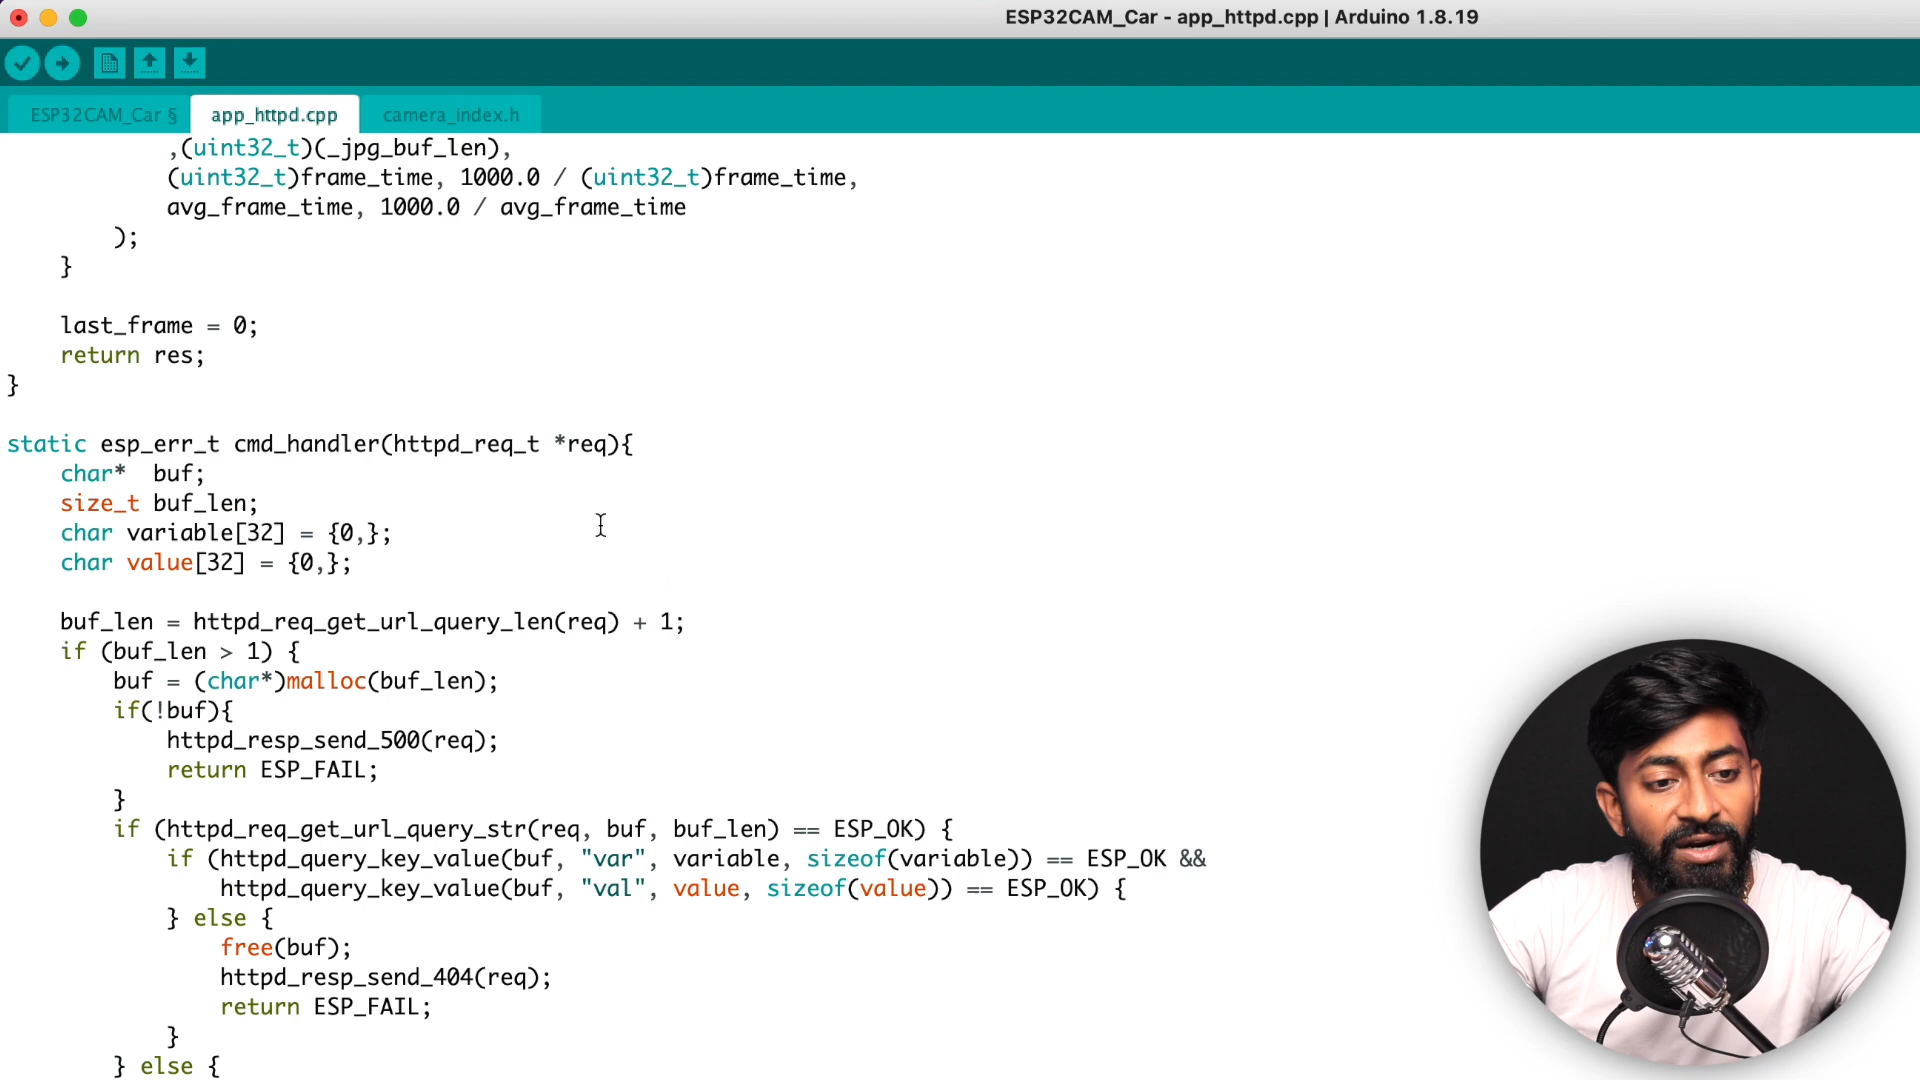 ESP32CAM_Car - app_httpd.cpp | Arduino 1.8.19
ESP32CAM_Car § app_httpd.cpp camera_index.h
,(uint32_t)(_jpg_buf_len),
(uint32_t)frame_time, 1000.0 / (uint32_t)frame_time,
avg_frame_time, 1000.0 / avg_frame_time
);
}
last_frame = 0;
return res;
}
static esp_err_t cmd_handler(httpd_req_t *req){
char*  buf;
size_t buf_len;
char variable[32] = {0,};
char value[32] = {0,};
buf_len = httpd_req_get_url_query_len(req) + 1;
if (buf_len > 1) {
buf = (char*)malloc(buf_len);
if(!buf){
httpd_resp_send_500(req);
return ESP_FAIL;
}
if (httpd_req_get_url_query_str(req, buf, buf_len) == ESP_OK) {
if (httpd_query_key_value(buf, "var", variable, sizeof(variable)) == ESP_OK &&
httpd_query_key_value(buf, "val", value, sizeof(value)) == ESP_OK) {
} else {
free(buf);
httpd_resp_send_404(req);
return ESP_FAIL;
}
} else {